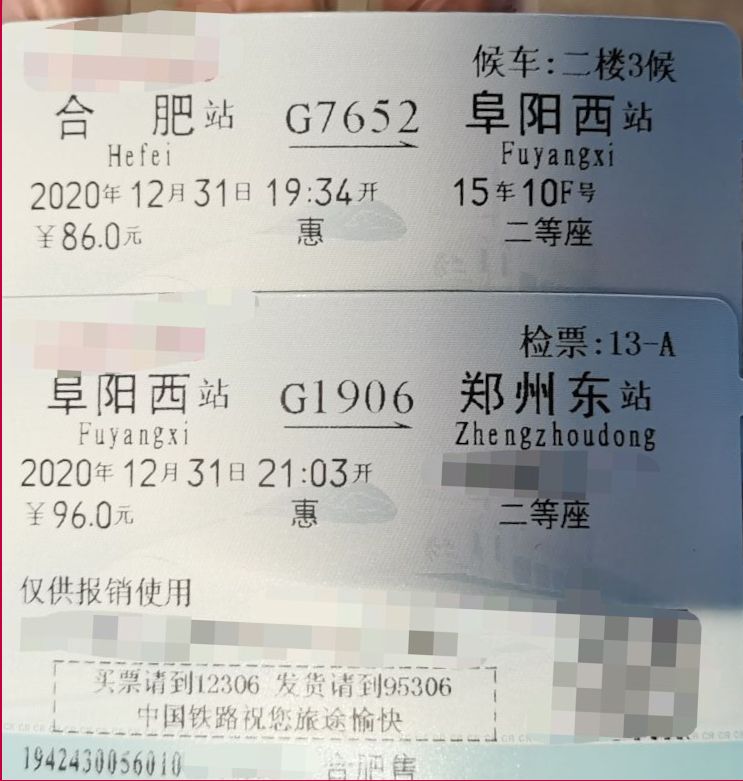 候车:二楼3候
合 肥站 G7652 阜阳西站
Hefei Fuyangxi
2020年12月31日 19:34开 15车10F号
￥86.0元 惠 二等座
检票:13-A
阜阳西站 G1906 郑州东站
Fuyangxi Zhengzhoudong
2020年12月31日 21:03开
￥96.0元 惠 二等座
仅供报销使用
买票请到12306 发货请到95306
中国铁路祝您旅途愉快
1942430056010 合肥售